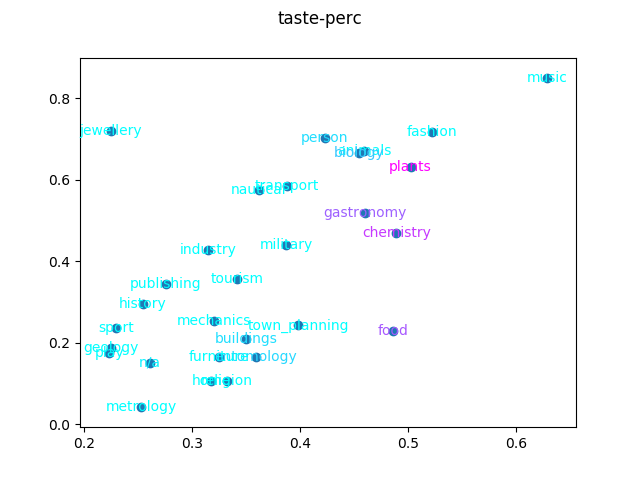 taste-perc
music
jewellery
fashion
person
animals
biology
plants
transport
nautical
gastronomy
chemistry
military
industry
tourism
publishing
history
mechanics
town_planning
sport
food
buildings
geology
play
furniture
n/a
religion
metrology
0.8
0.6
0.4
0.2
0.0
0.2
0.3
0.4
0.5
0.6